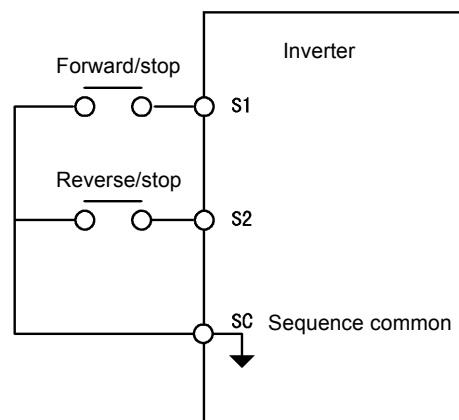 Inverter
Forward/stop
S1
Reverse/stop
S2
SC Sequence common